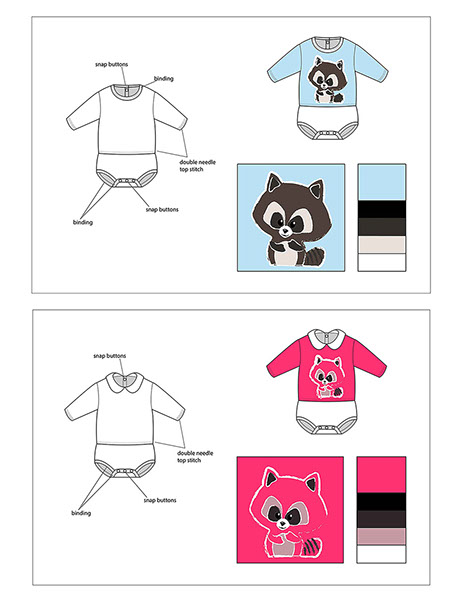 snap buttons
binding
double needle
top stitch
snap buttons
binding
snap buttons
double needle
top stitch
snap buttons
binding